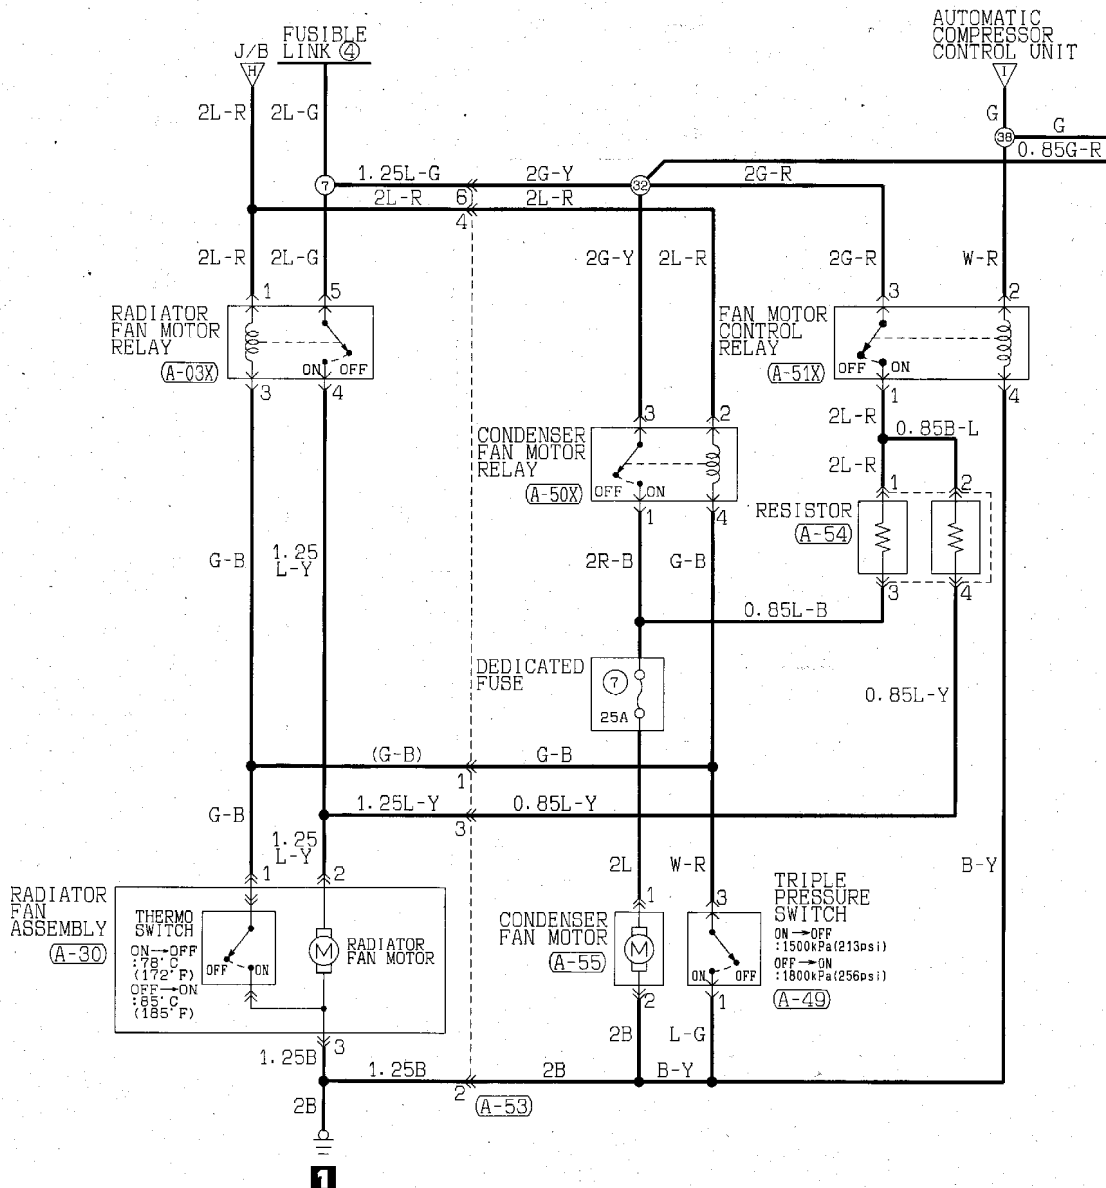 AUTOMATIC
COMPRESSOR
CONTROL UNIT
FUSIBLE
LINK ④
J/B
H
I
2L-R
2L-G
G
38
G
0.85G-R
7
1.25L-G
2G-Y
32
2G-R
2L-R
6
2L-R
4
2L-R
2L-G
2G-Y
2L-R
2G-R
W-R
1
5
3
2
RADIATOR
FAN MOTOR
RELAY
A-03X
ON
OFF
3
4
FAN MOTOR
CONTROL
RELAY
A-51X
OFF
ON
1
4
3
2
CONDENSER
FAN MOTOR
RELAY
A-50X
OFF
ON
1
4
2L-R
0.85B-L
2L-R
1
2
RESISTOR
A-54
3
4
G-B
1.25
L-Y
2R-B
G-B
0.85L-B
DEDICATED
FUSE
7
25A
0.85L-Y
(G-B)
G-B
1
1.25L-Y
0.85L-Y
3
G-B
1.25
L-Y
2L
W-R
B-Y
1
2
RADIATOR
FAN
ASSEMBLY
A-30
THERMO
SWITCH
ON→OFF
:78°C
(172°F)
OFF→ON
:85°C
(185°F)
OFF
ON
M
RADIATOR
FAN MOTOR
3
1
CONDENSER
FAN MOTOR
A-55
M
2
3
ON
OFF
1
TRIPLE
PRESSURE
SWITCH
ON→OFF
:1500kPa(213psi)
OFF→ON
:1800kPa(256psi)
A-49
1.25B
2B
L-G
1.25B
2
2B
B-Y
A-53
2B
1